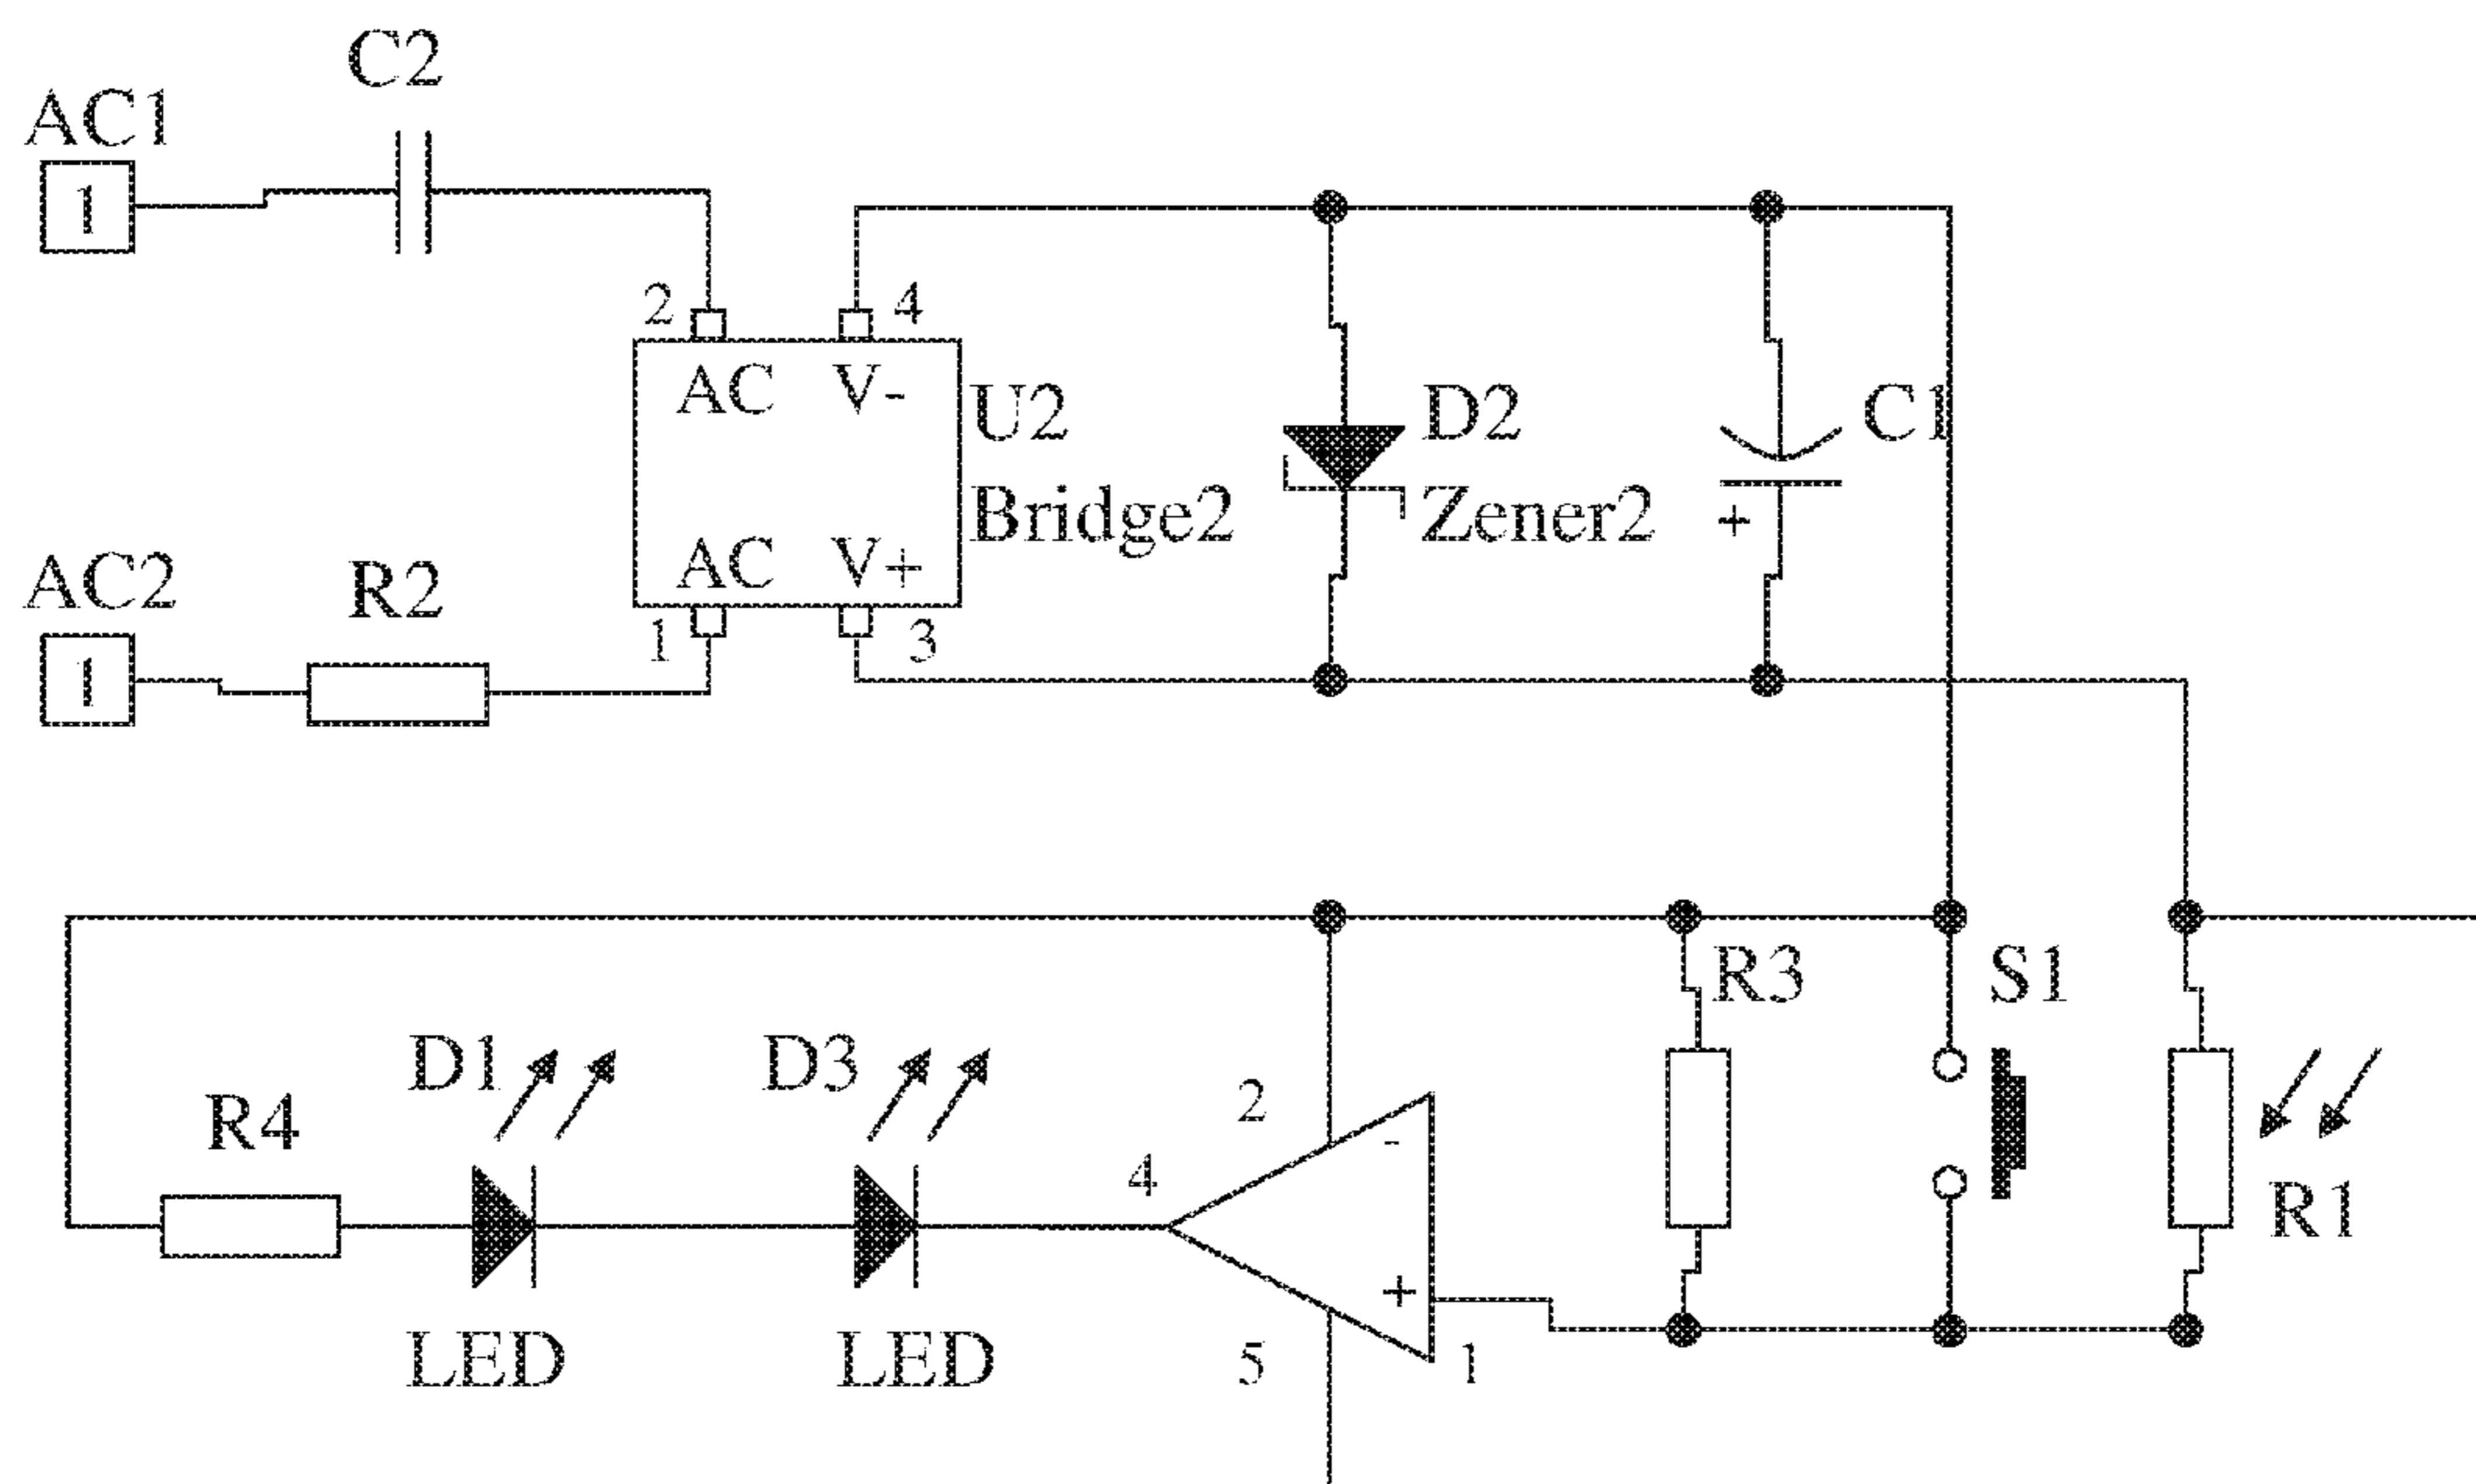 C2
AC1
1
2
4
AC V-
U2
D2
C1
Bridge2
Zener2
+
AC V+
AC2
R2
1
3
1
R3
S1
D1
D3
R4
2
-
4
R1
+
5
1
LED
LED